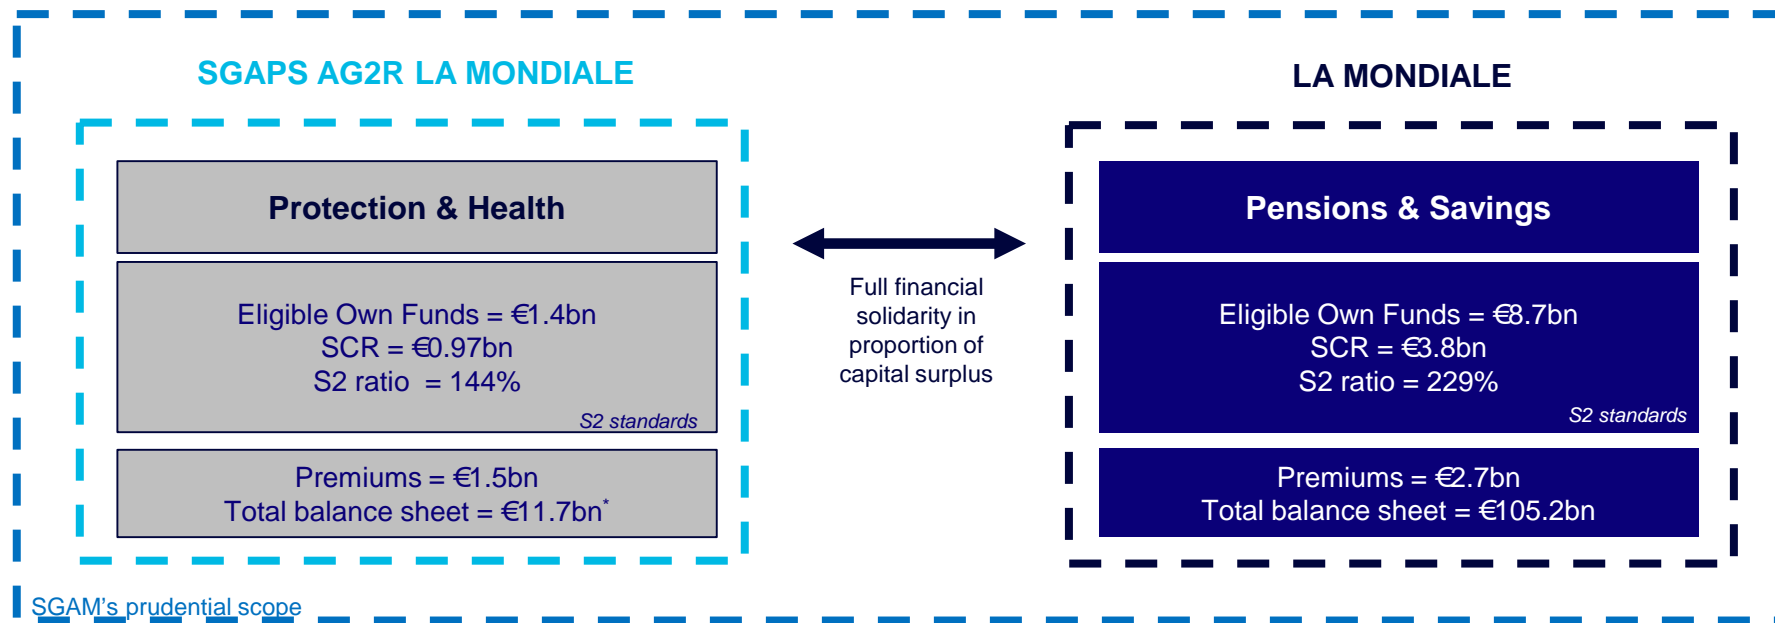 SGAPS AG2R LA MONDIALE
Protection & Health
Eligible Own Funds = €1.4bn
SCR = €0.97bn
S2 ratio = 144%
S2 standards
Premiums = €1.5bn
Total balance sheet = €11.7bn*
Full financial
solidarity in
proportion of
capital surplus
LA MONDIALE
Pensions & Savings
Eligible Own Funds = €8.7bn
SCR = €3.8bn
S2 ratio = 229%
S2 standards
Premiums = €2.7bn
Total balance sheet = €105.2bn
SGAM's prudential scope